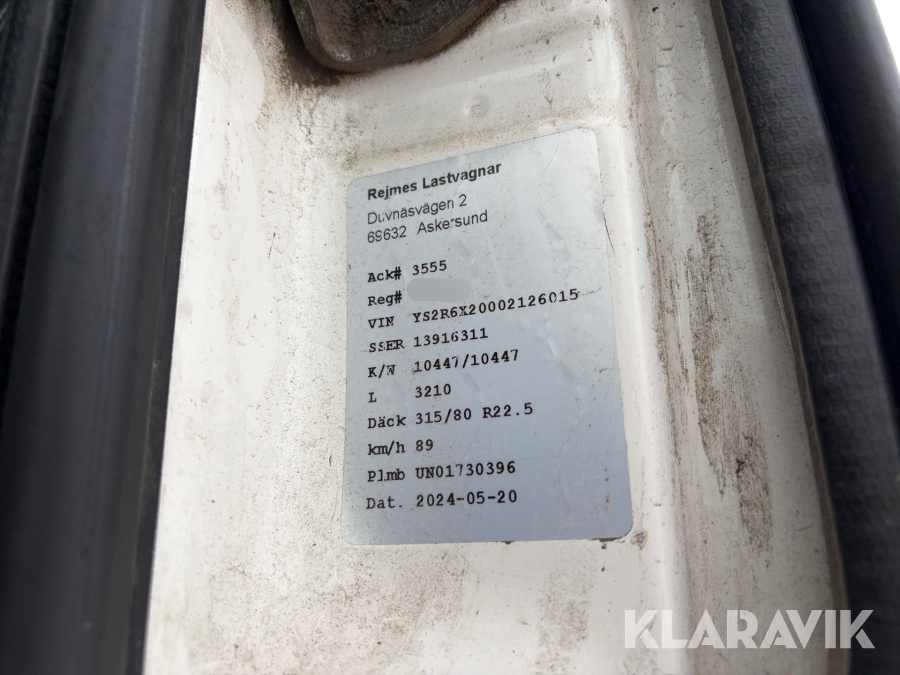 Rejmes Lastvagnar
Duvnäsvägen 2
69632 Askersund
Ack# 3555
Reg#
VIN YS2R6X20002126015
SSER 13916311
K/W 10447/10447
L 3210
Däck 315/80 R22.5
km/h 89
Plmb UN01730396
Dat. 2024-05-20
KLARAVIK